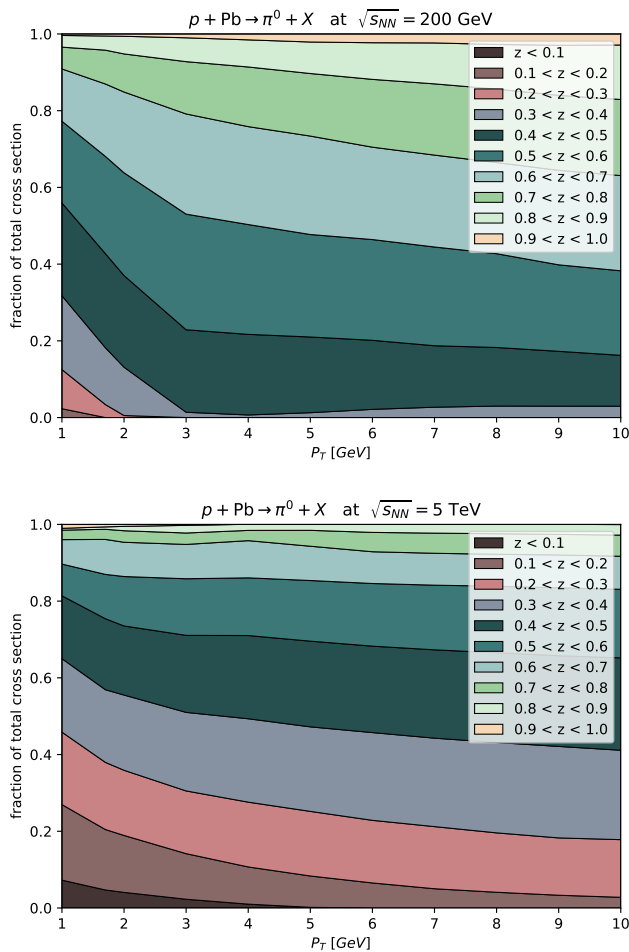 p + Pb → π⁰ + X at √s_NN = 200 GeV
fraction of total cross section
1.0
0.8
0.6
0.4
0.2
0.0
z < 0.1
0.1 < z < 0.2
0.2 < z < 0.3
0.3 < z < 0.4
0.4 < z < 0.5
0.5 < z < 0.6
0.6 < z < 0.7
0.7 < z < 0.8
0.8 < z < 0.9
0.9 < z < 1.0
1 2 3 4 5 6 7 8 9 10
P_T [GeV]
p + Pb → π⁰ + X at √s_NN = 5 TeV
fraction of total cross section
1.0
0.8
0.6
0.4
0.2
0.0
z < 0.1
0.1 < z < 0.2
0.2 < z < 0.3
0.3 < z < 0.4
0.4 < z < 0.5
0.5 < z < 0.6
0.6 < z < 0.7
0.7 < z < 0.8
0.8 < z < 0.9
0.9 < z < 1.0
1 2 3 4 5 6 7 8 9 10
P_T [GeV]